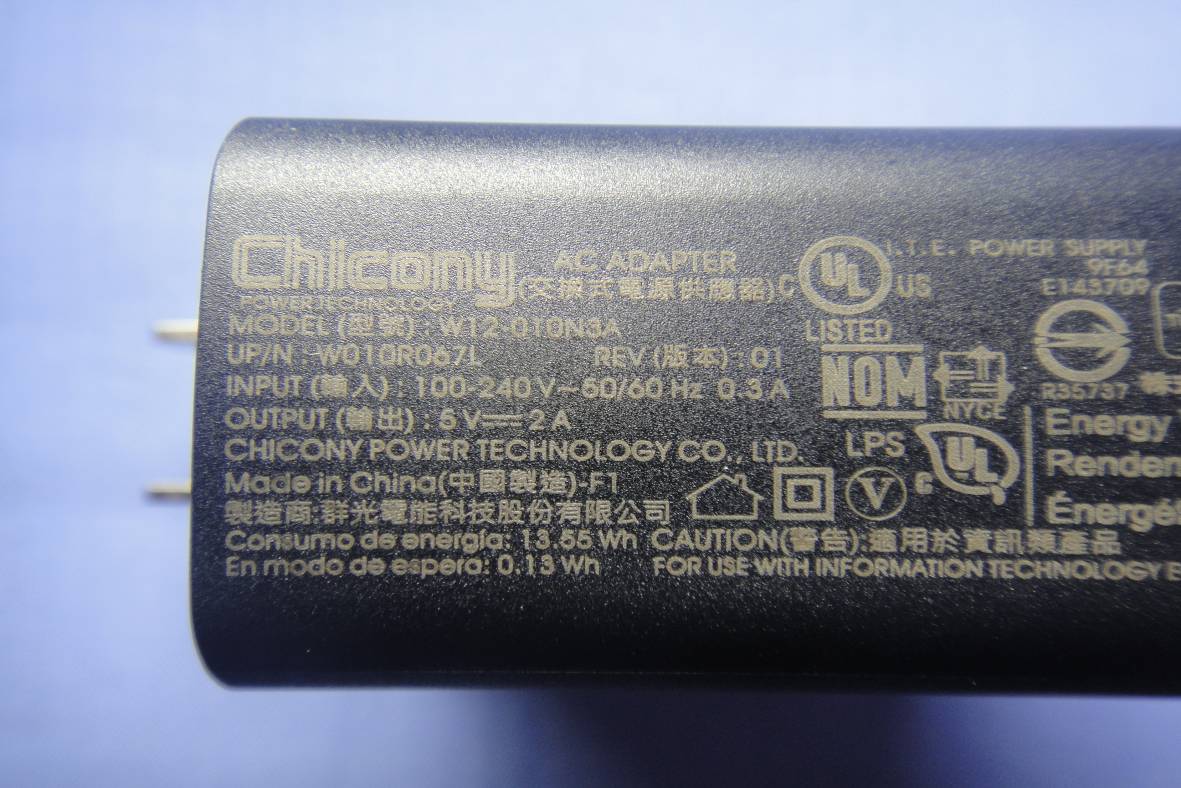 Chicony
POWER TECHNOLOGY
AC ADAPTER
(交換式電源供應器)
MODEL (型號) : W12-010N3A
UP/N : W010R067L REV (版本) : 01
INPUT (輸入) : 100-240 V~50/60 Hz 0.3 A
OUTPUT (輸出) : 5 V⎓2 A
CHICONY POWER TECHNOLOGY CO., LTD.
Made in China(中國製造)-F1
製造商:群光電能科技股份有限公司
Consumo de energía: 13.55 Wh
En modo de espera: 0.13 Wh
C UL US
LISTED
I.T.E. POWER SUPPLY
9F64
E143709
NOM
NYCE
R35737
LPS
V
C UL
Energy
Renden
Énergét
CAUTION(警告):適用於資訊類產品
FOR USE WITH INFORMATION TECHNOLOGY E